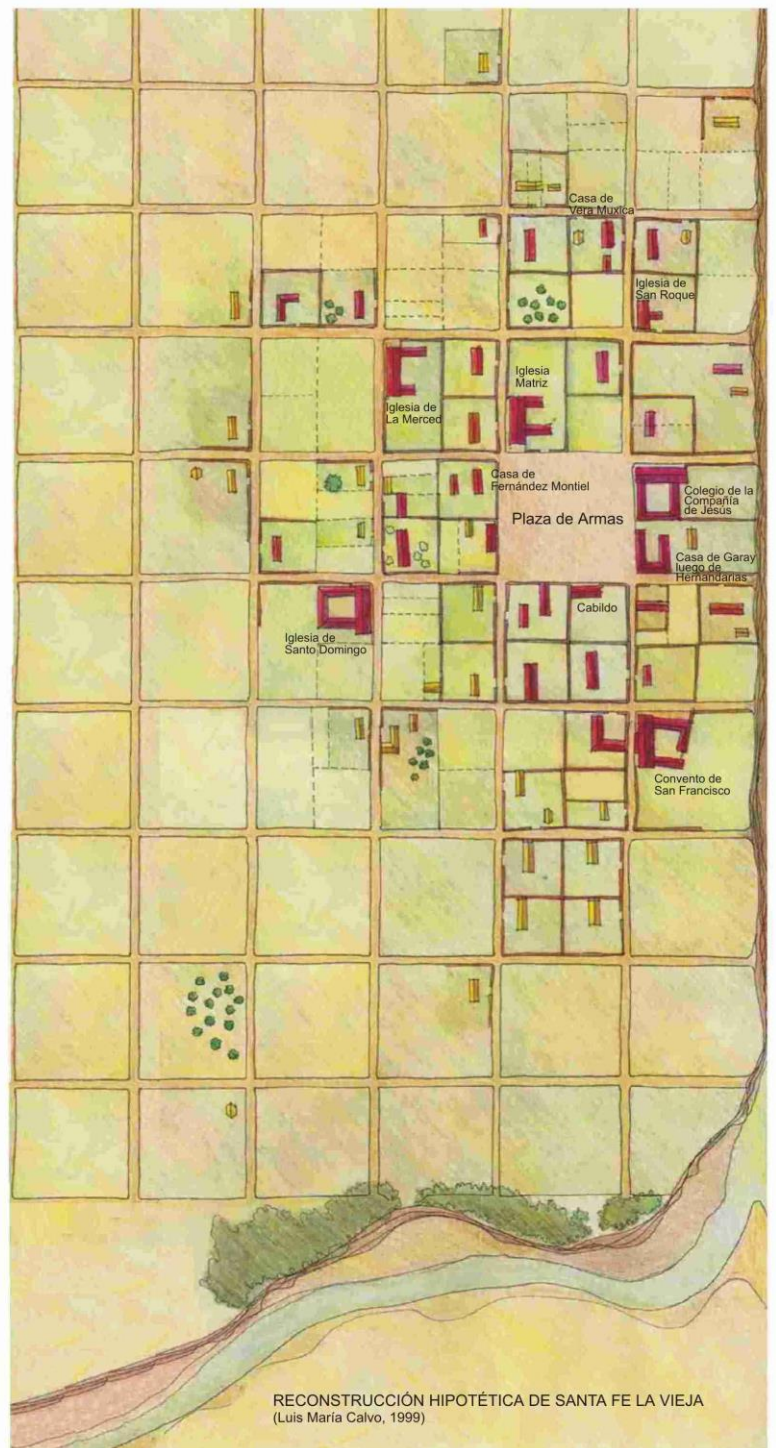 Casa de
Vera Muxica
Iglesia de
San Roque
Iglesia
Matriz
Iglesia de
La Merced
Casa de
Fernández Montiel
Plaza de Armas
Colegio de la
Compañía
de Jesús
Casa de Garay
luego de
Hernandarias
Cabildo
Iglesia de
Santo Domingo
Convento de
San Francisco
RECONSTRUCCIÓN HIPOTÉTICA DE SANTA FE LA VIEJA
(Luis María Calvo, 1999)